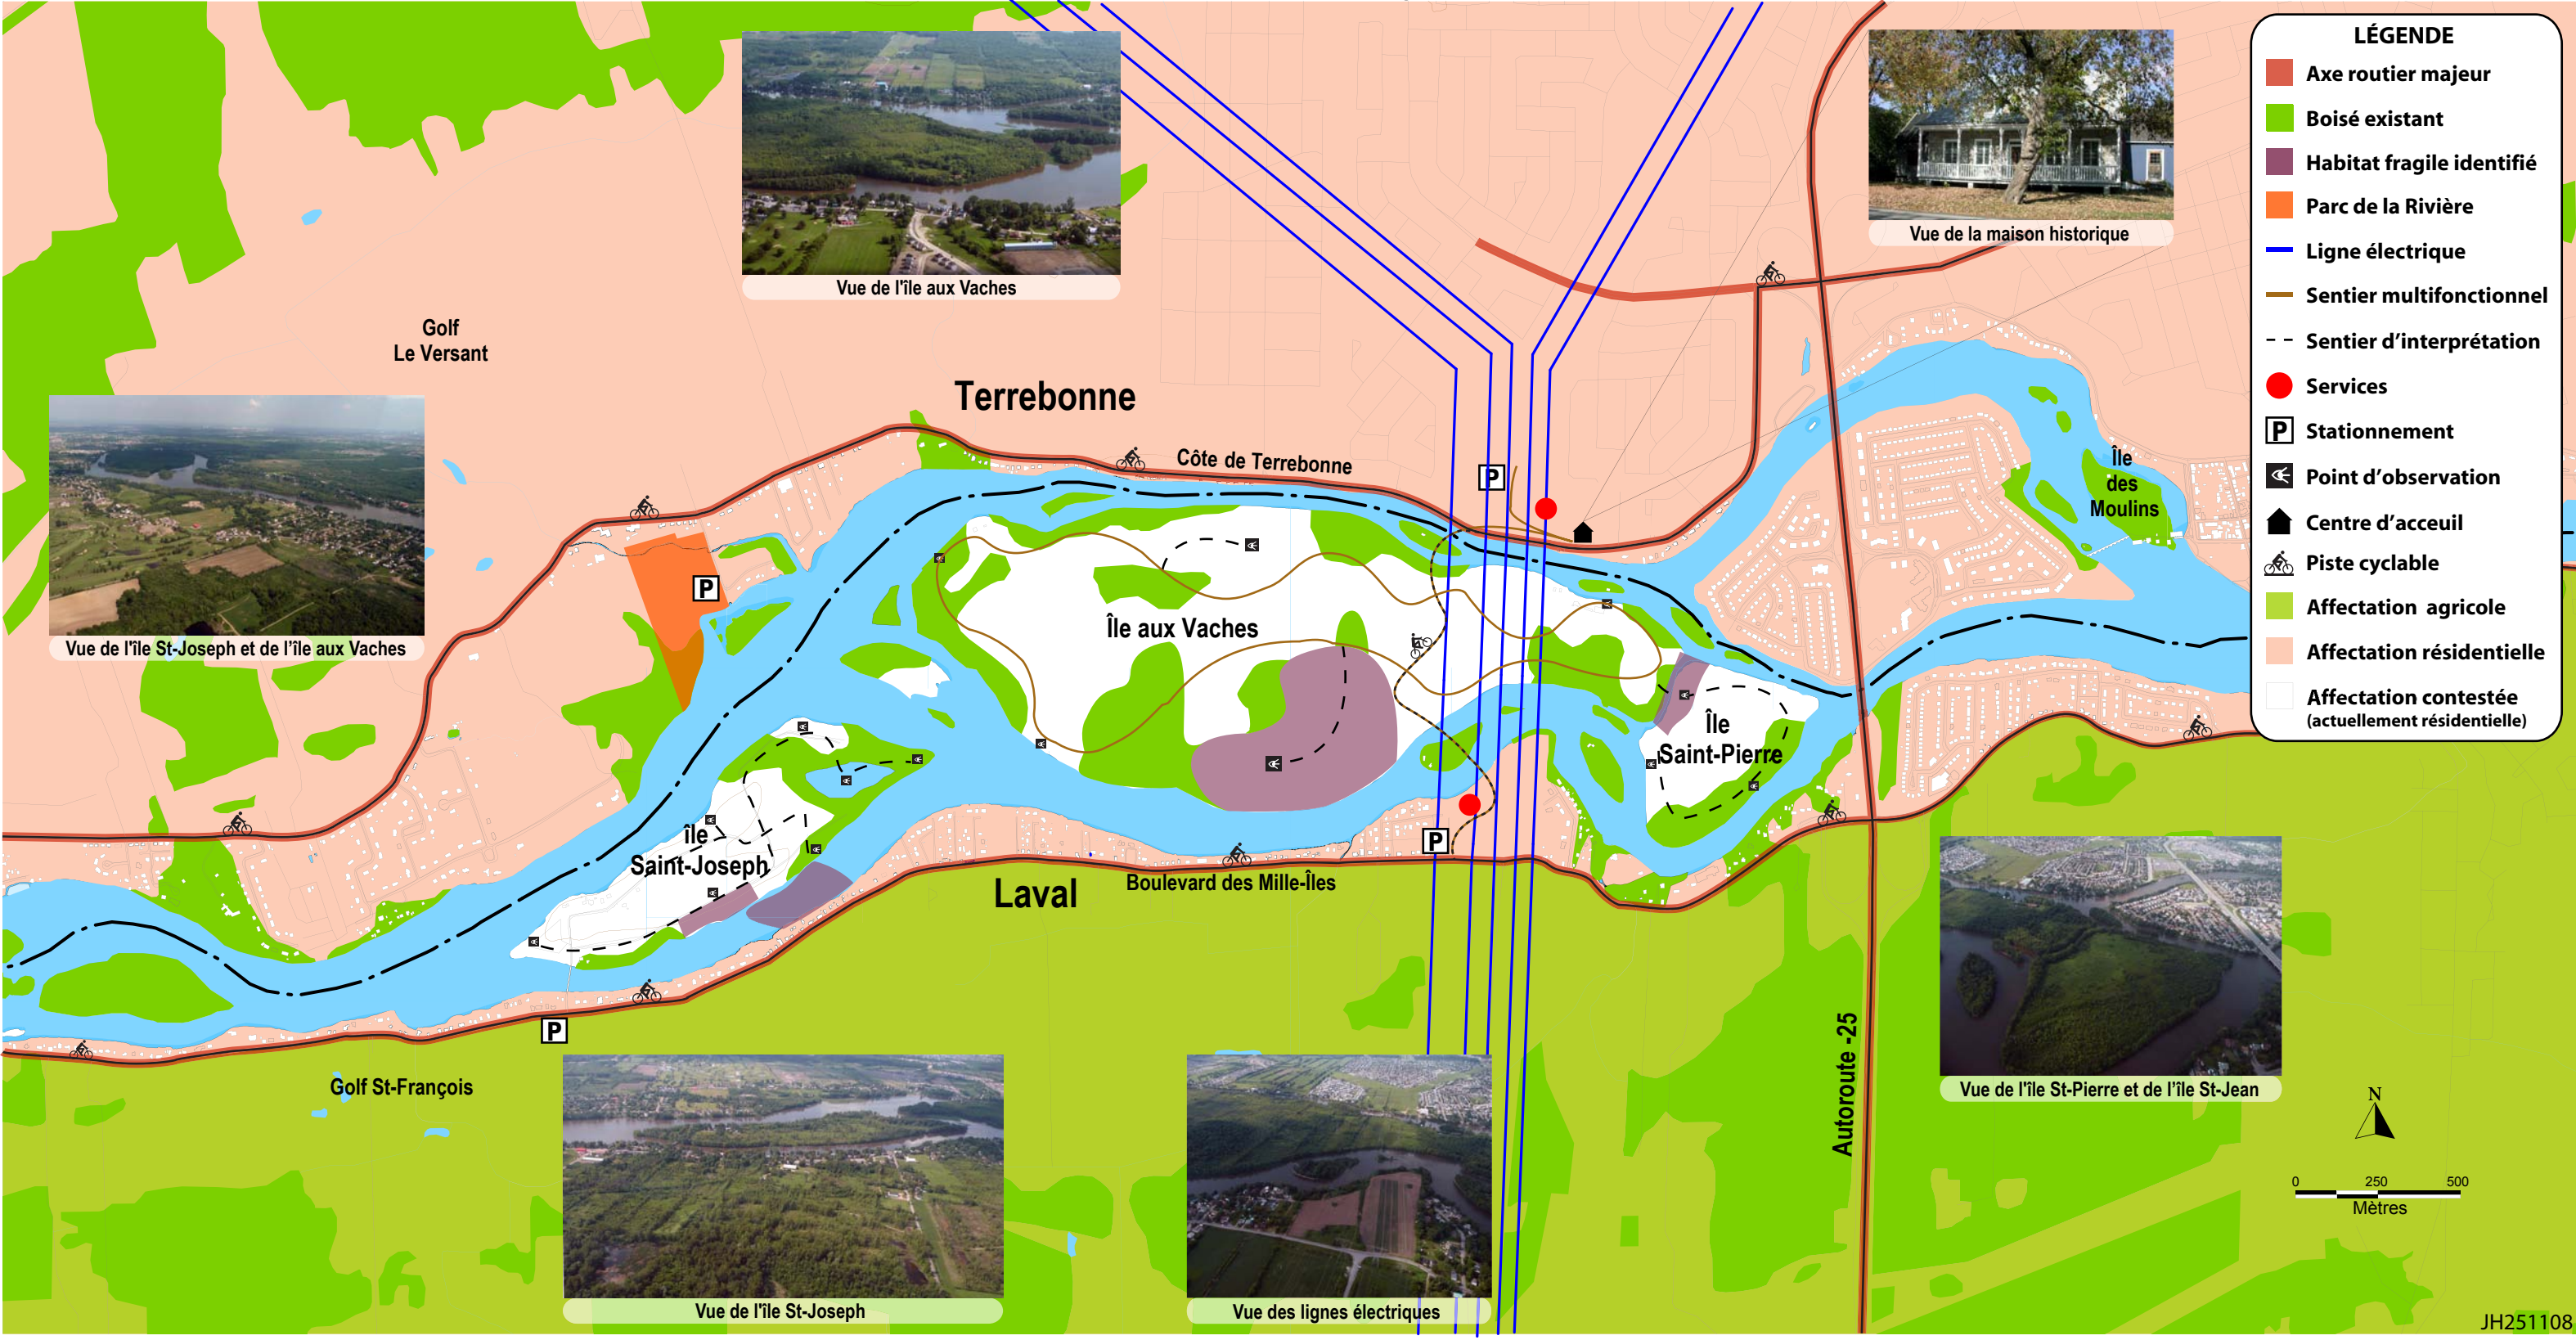 LÉGENDE
Axe routier majeur
Boisé existant
Habitat fragile identifié
Parc de la Rivière
Ligne électrique
Sentier multifonctionnel
Sentier d'interprétation
Services
P Stationnement
Point d'observation
Centre d'acceuil
Piste cyclable
Affectation agricole
Affectation résidentielle
Affectation contestée
(actuellement résidentielle)
Vue de l'île aux Vaches
Vue de la maison historique
Golf
Le Versant
Terrebonne
Côte de Terrebonne
P
Île
des
Moulins
Vue de l'île St-Joseph et de l'île aux Vaches
P
Île aux Vaches
Île
Saint-Pierre
île
Saint-Joseph
P
Laval
Boulevard des Mille-Îles
P
Golf St-François
Autoroute -25
Vue de l'île St-Pierre et de l'île St-Jean
N
0 250 500
Mètres
Vue de l'île St-Joseph
Vue des lignes électriques
JH251108